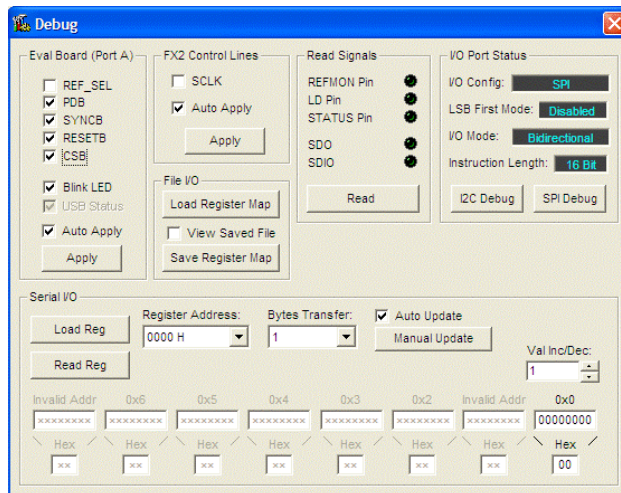 Debug
Eval Board (Port A)
REF_SEL
PDB
SYNCB
RESETB
CSB
Blink LED
USB Status
Auto Apply
Apply
FX2 Control Lines
SCLK
Auto Apply
Apply
File I/O
Load Register Map
View Saved File
Save Register Map
Read Signals
REFMON Pin
LD Pin
STATUS Pin
SDO
SDIO
Read
I/O Port Status
I/O Config: SPI
LSB First Mode: Disabled
I/O Mode: Bidirectional
Instruction Length: 16 Bit
I2C Debug SPI Debug
Serial I/O
Load Reg
Read Reg
Register Address:
0000 H
Bytes Transfer:
1
Auto Update
Manual Update
Val Inc/Dec:
1
Invalid Addr 0x6 0x5 0x4 0x3 0x2 Invalid Addr 0x0
xxxxxxxx xxxxxxxx xxxxxxxx xxxxxxxx xxxxxxxx xxxxxxxx xxxxxxxx 00000000
Hex Hex Hex Hex Hex Hex Hex Hex
xx xx xx xx xx xx xx 00